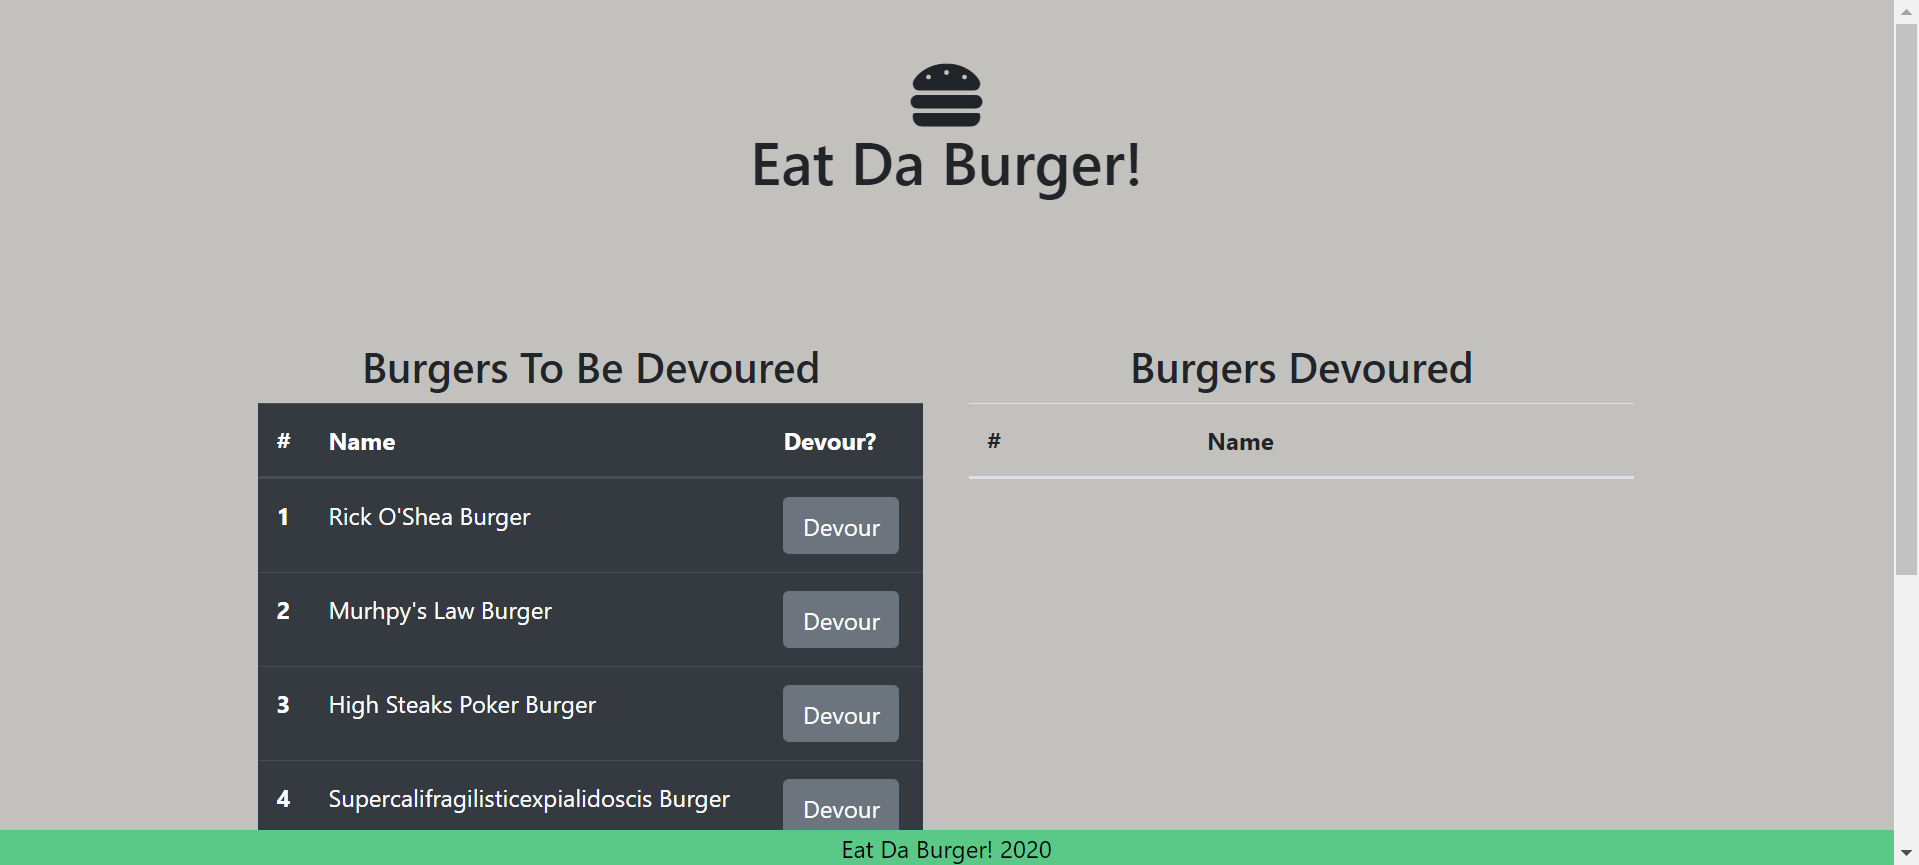 Eat Da Burger!
Burgers To Be Devoured
# Name Devour?
1 Rick O'Shea Burger Devour
2 Murhpy's Law Burger Devour
3 High Steaks Poker Burger Devour
4 Supercalifragilisticexpialidoscis Burger Devour
Burgers Devoured
# Name
Eat Da Burger! 2020